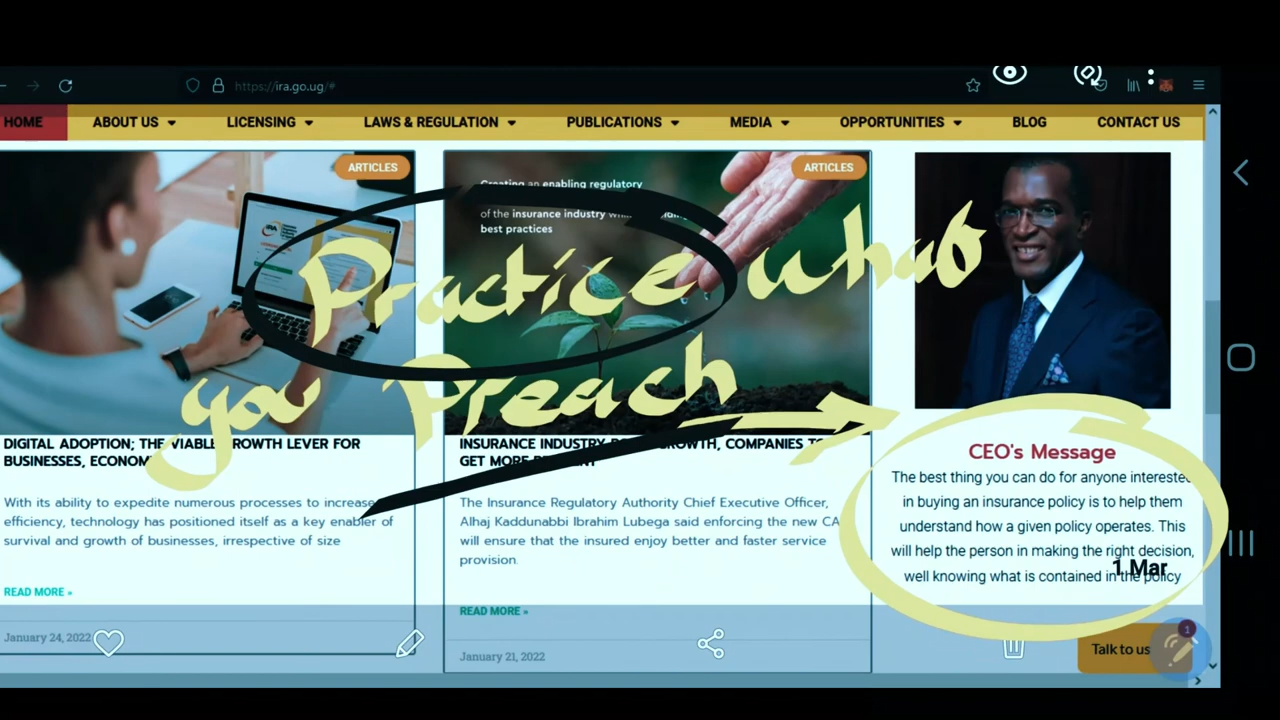 https://ira.go.ug/#
HOME ABOUT US LICENSING LAWS & REGULATION PUBLICATIONS MEDIA OPPORTUNITIES BLOG CONTACT US
ARTICLES
DIGITAL ADOPTION; THE VIABLE GROWTH LEVER FOR
BUSINESSES,
With its ability to expedite numerous processes to increase
efficiency, technology has positioned itself as a key enabler of
survival and growth of businesses, irrespective of size
READ MORE »
January 24, 2022
ARTICLES
Creating an enabling regulatory
of the insurance industry
best practices
INSURANCE INDUSTRY GROWTH, COMPANIES TO
GET MORE
The Insurance Regulatory Authority Chief Executive Officer,
Alhaj Kaddunabbi Ibrahim Lubega said enforcing the new CA
will ensure that the insured enjoy better and faster service
provision.
READ MORE »
January 21, 2022
Practice what
you Preach
CEO's Message
The best thing you can do for anyone interested
in buying an insurance policy is to help them
understand how a given policy operates. This
will help the person in making the right decision,
well knowing what is contained in the policy
1 Mar
Talk to us
1